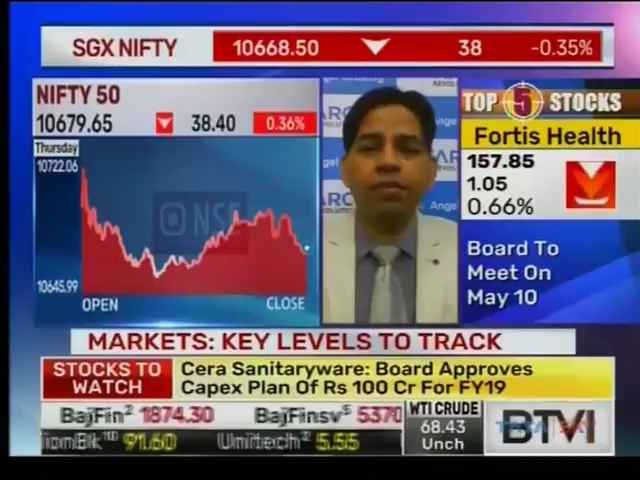 SGX NIFTY 10668.50 38 -0.35%
NIFTY 50
10679.65 38.40 0.36%
Thursday
10722.06
NSE
10645.99
OPEN CLOSE
Angel
Angel
TOP 5 STOCKS
Fortis Health
157.85
1.05
0.66%
Board To
Meet On
May 10
MARKETS: KEY LEVELS TO TRACK
STOCKS TO
WATCH
Cera Sanitaryware: Board Approves
Capex Plan Of Rs 100 Cr For FY19
BajFin 1874.30 BajFinsv 5370
Unitech 5.55
91.60
WTI CRUDE
68.43
Unch
BTVI